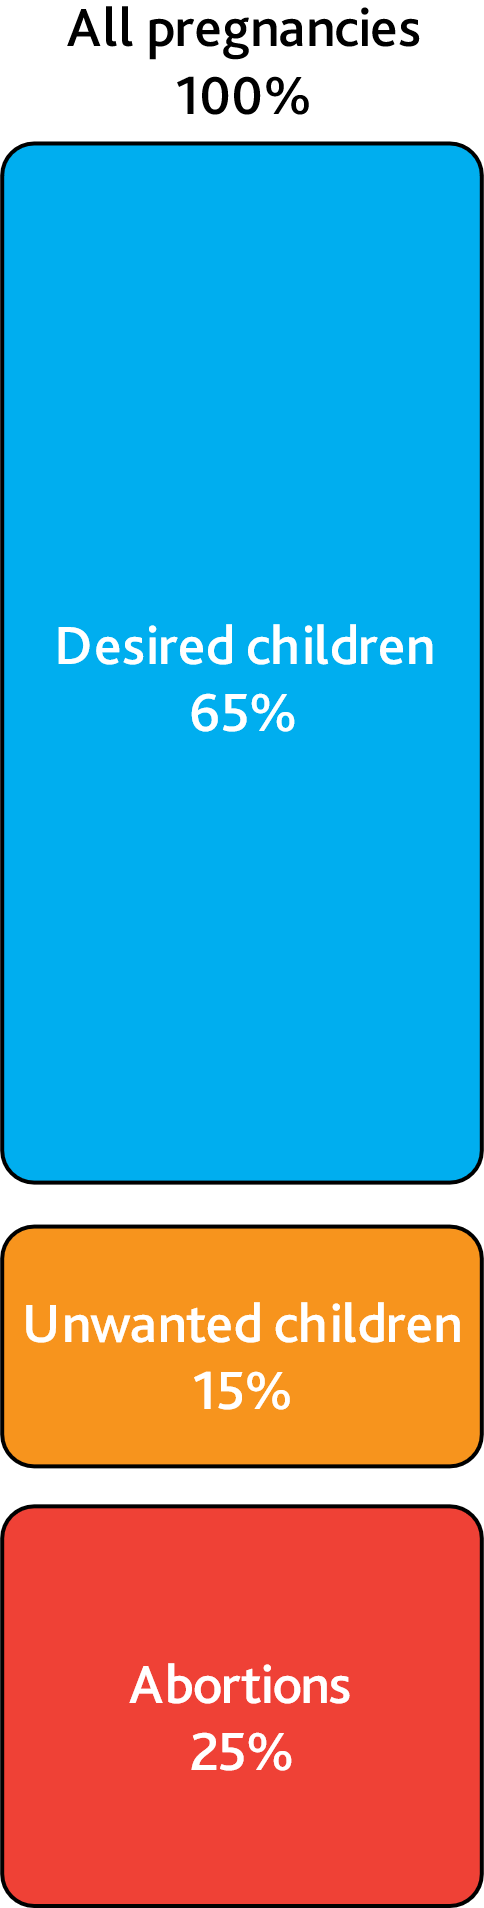 All pregnancies
100%
Desired children
65%
Unwanted children
15%
Abortions
25%